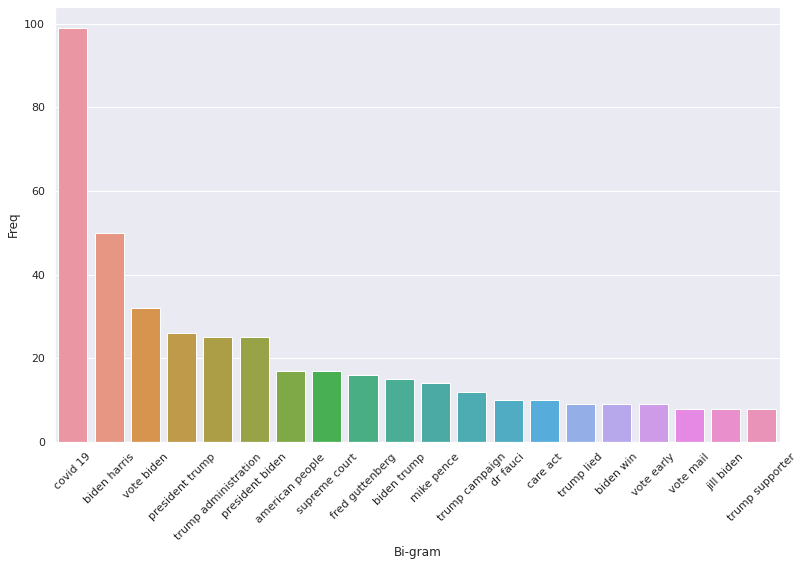 100
80
60
40
20
0
Freq
covid 19
biden harris
vote biden
president trump
trump administration
president biden
american people
supreme court
fred guttenberg
biden trump
mike pence
trump campaign
dr fauci
care act
trump lied
biden win
vote early
vote mail
jill biden
trump supporter
Bi-gram